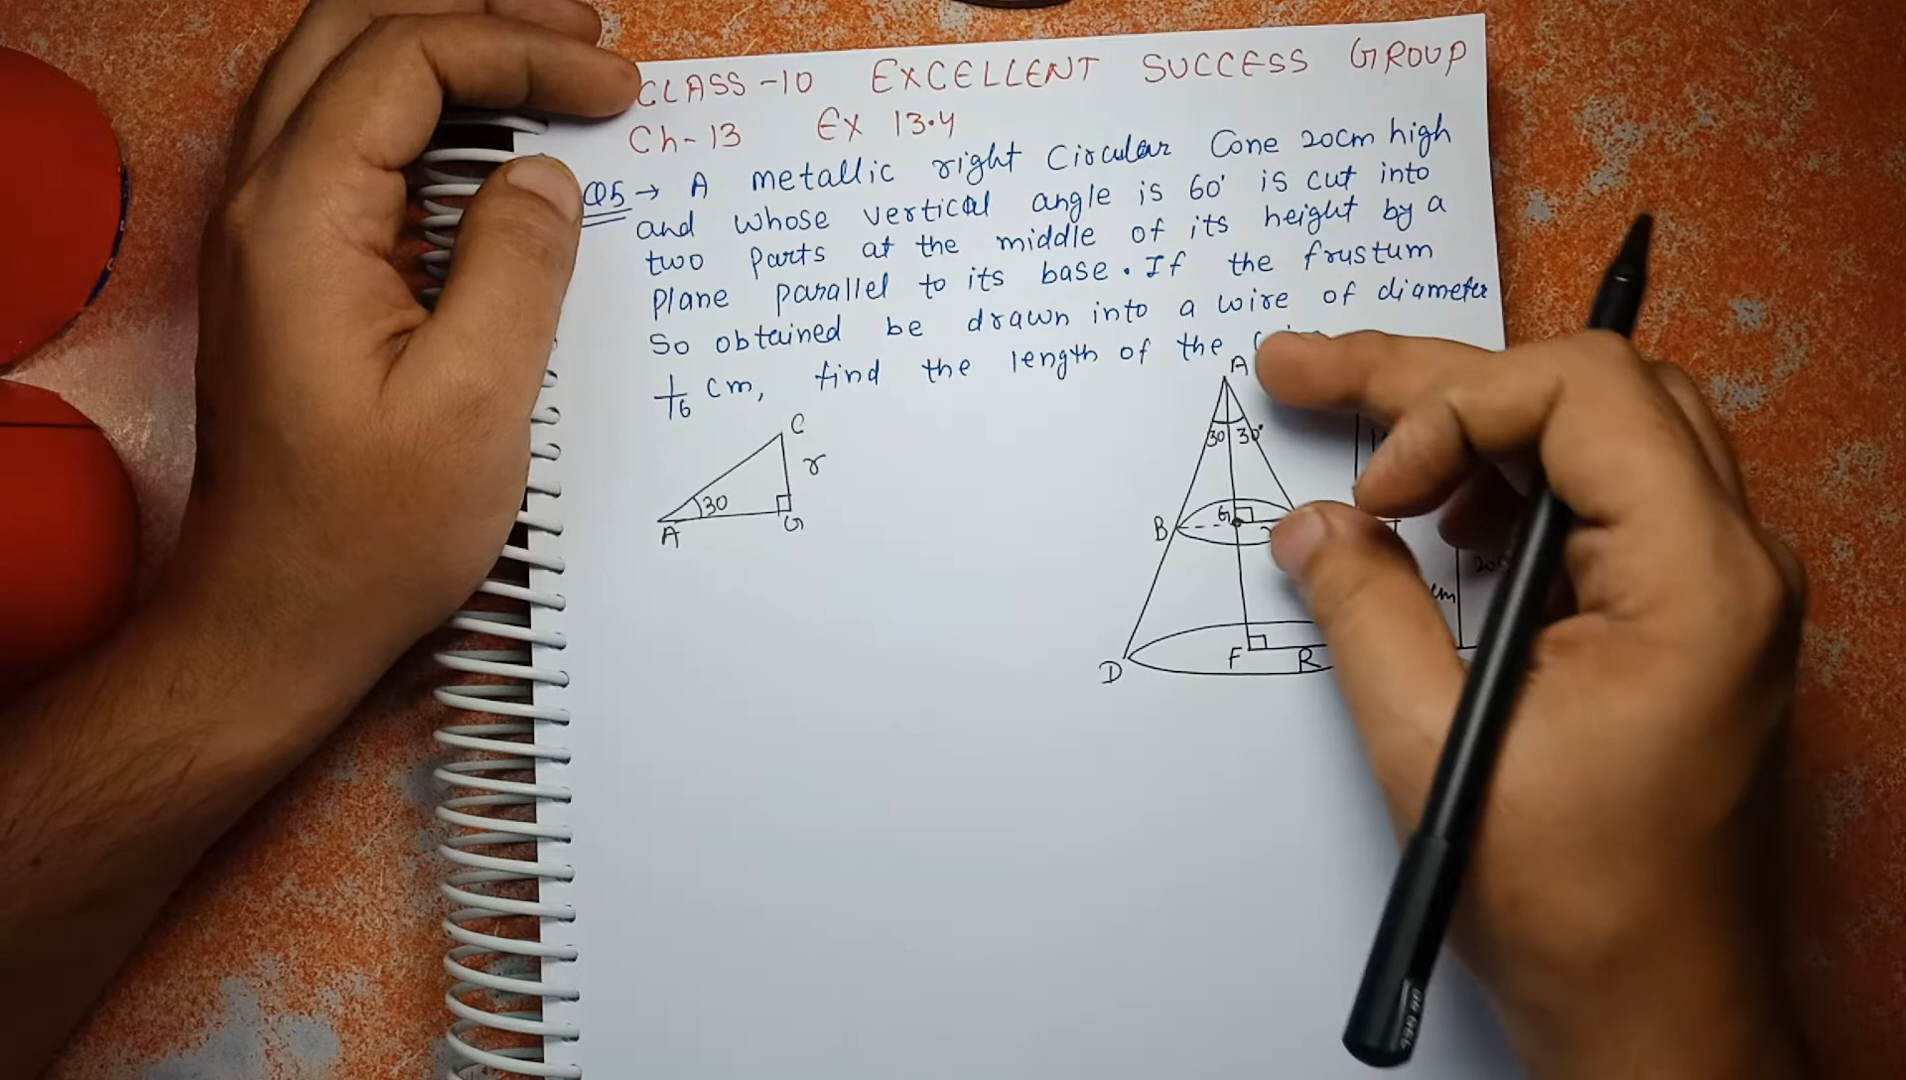 CLASS-10 EXCELLENT SUCCESS GROUP
Ch-13 EX 13.4
Q5 → A metallic right Circular Cone 20cm high
and whose vertical angle is 60° is cut into
two parts at the middle of its height by a
plane parallel to its base. If the frustum
So obtained be drawn into a wire of diameter
1/16 cm, find the length of the
A
30 30°
C
r
30
A
G
B
G
20
cm
D
F
R